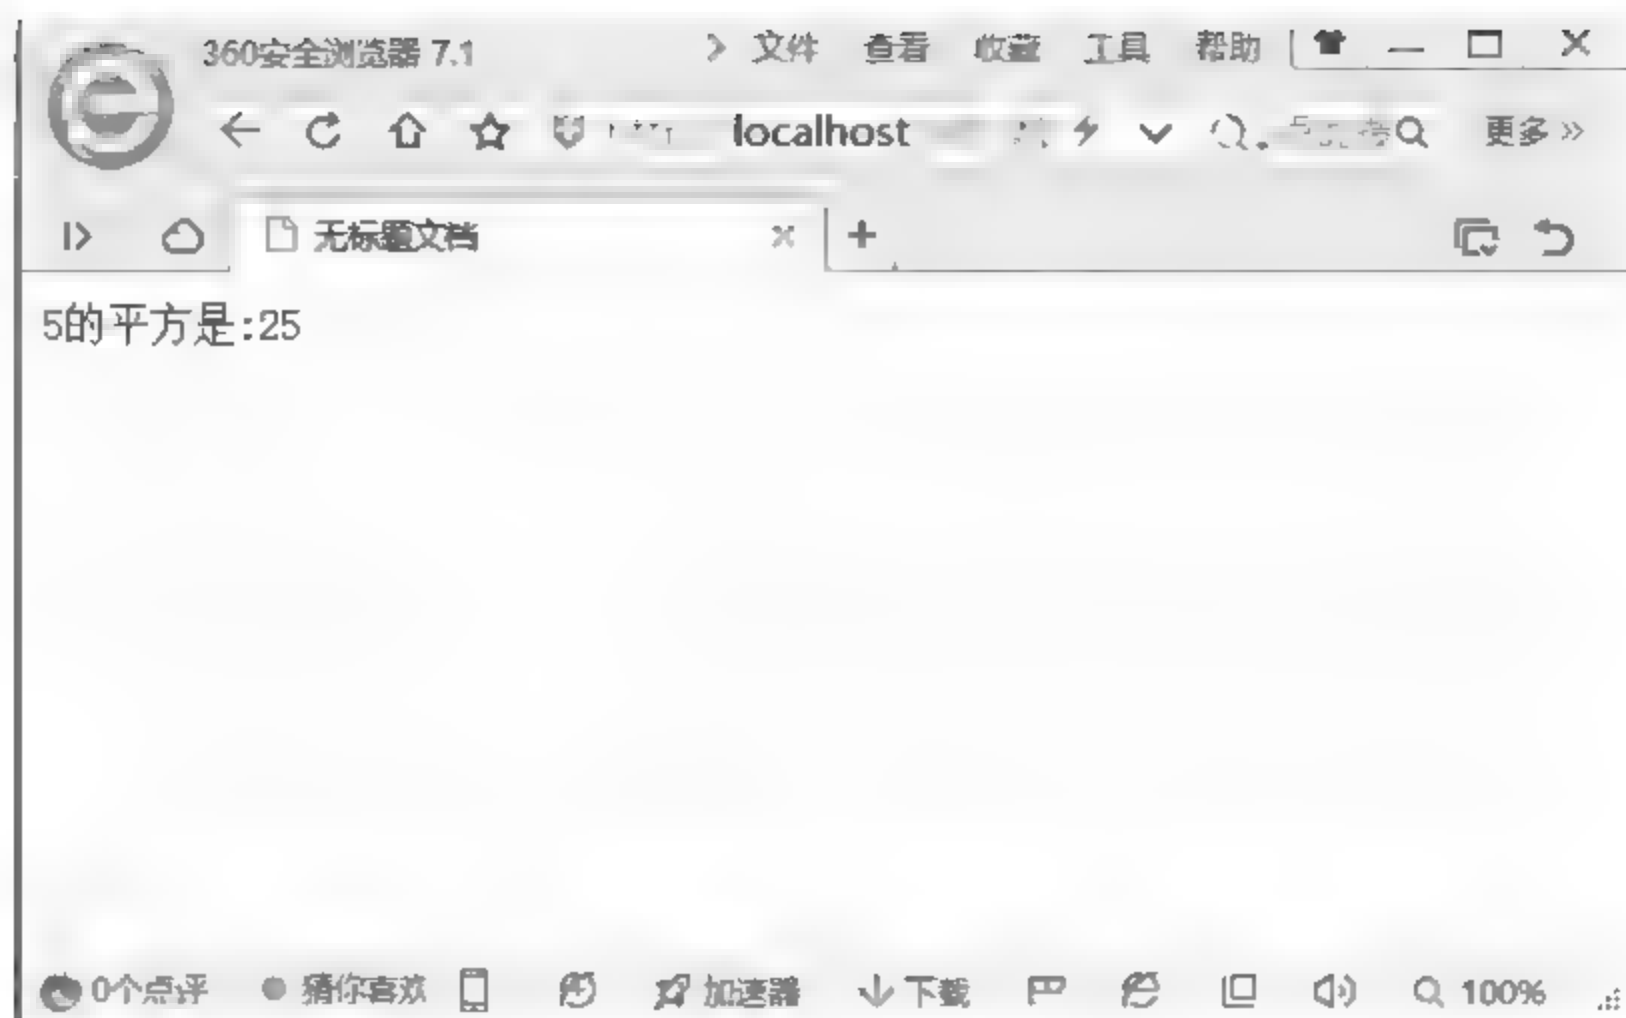 360安全浏览器 7.1 文件 查看 收藏 工具 帮助
localhost 更多
无标题文档
5的平方是:25
0个点评 猜你喜欢 加速器 下载 100%